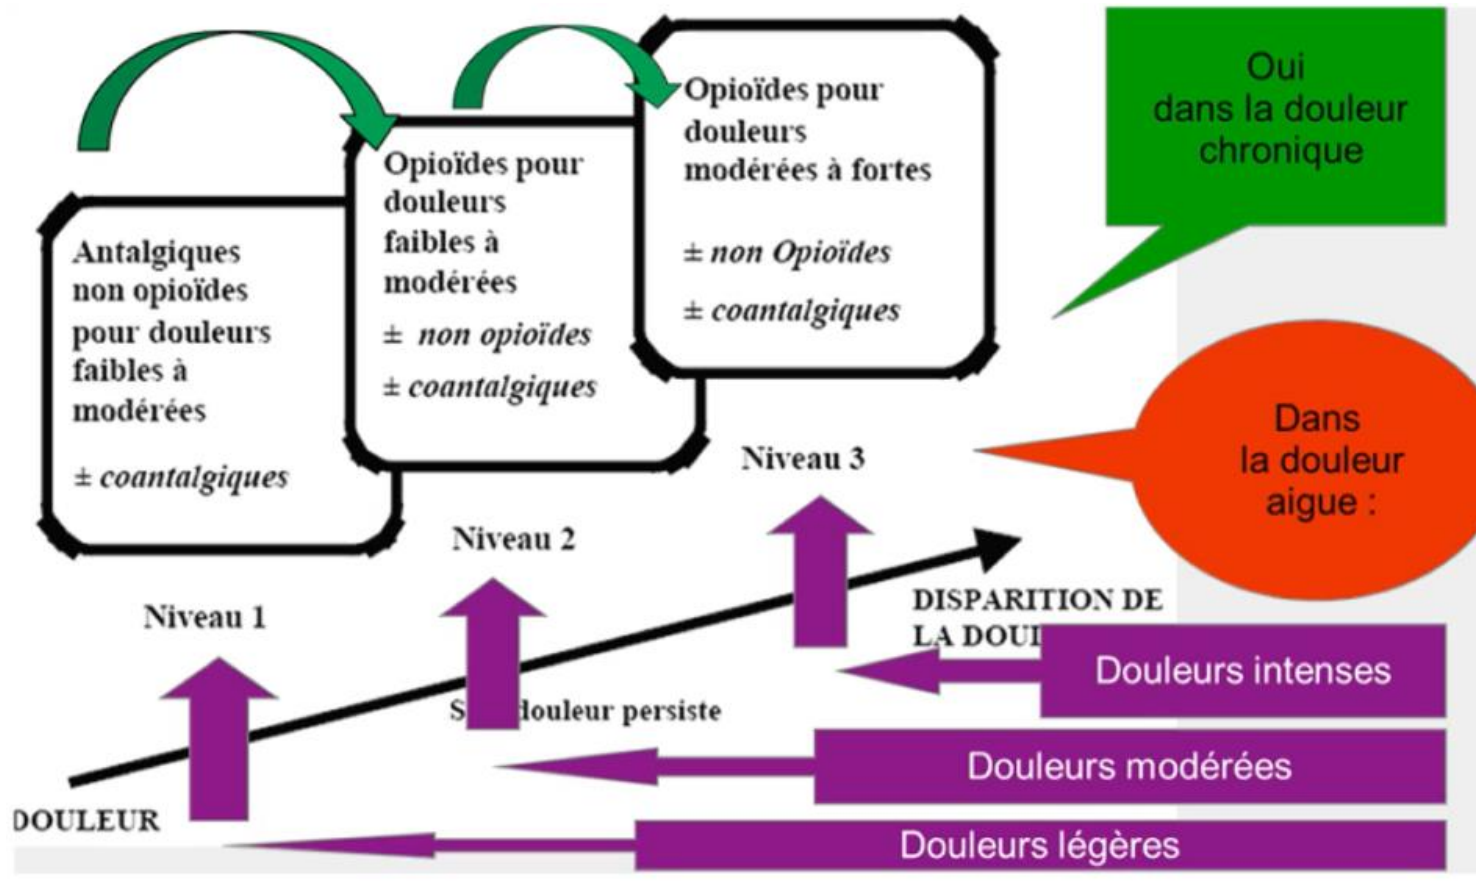 Antalgiques
non opioïdes
pour douleurs
faibles à
modérées
± coantalgiques
Opioïdes pour
douleurs
faibles à
modérées
± non opioïdes
± coantalgiques
Opioïdes pour
douleurs
modérées à fortes
± non Opioïdes
± coantalgiques
Oui
dans la douleur
chronique
Dans
la douleur
aigue :
Niveau 3
Niveau 2
Niveau 1
DISPARITION DE
LA
Douleurs intenses
douleur persiste
Douleurs modérées
DOULEUR
Douleurs légères